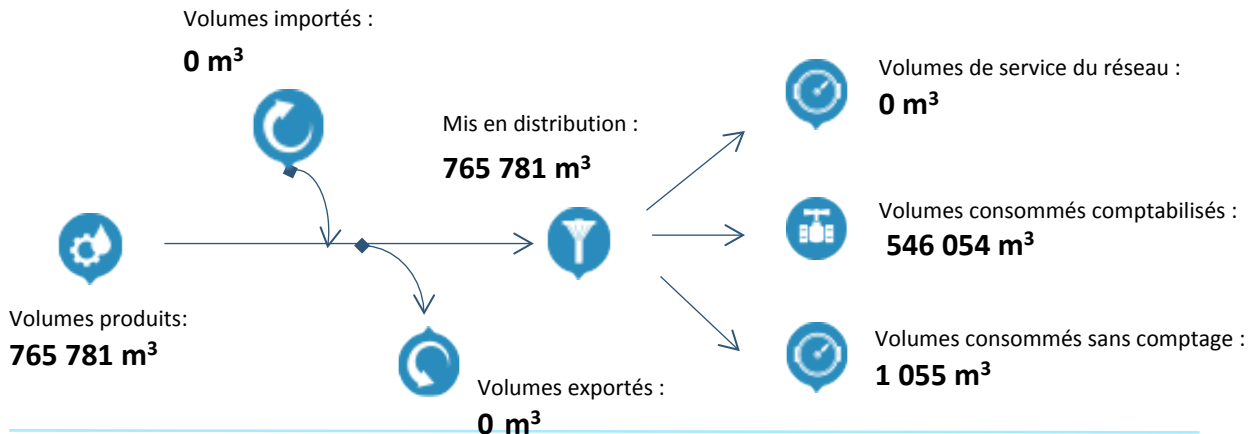 Volumes importés :
0 m³
Volumes produits:
765 781 m³
Mis en distribution :
765 781 m³
Volumes exportés :
0 m³
Volumes de service du réseau :
0 m³
Volumes consommés comptabilisés :
546 054 m³
Volumes consommés sans comptage :
1 055 m³